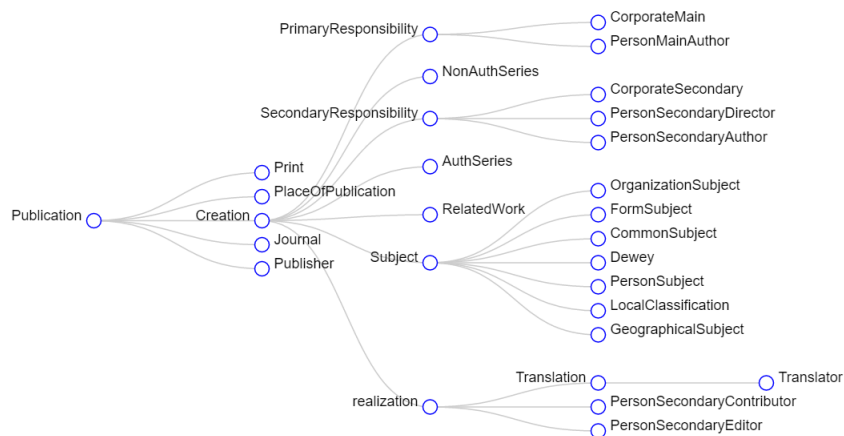 CorporateMain
PrimaryResponsibility
PersonMainAuthor
NonAuthSeries
CorporateSecondary
SecondaryResponsibility
PersonSecondaryDirector
PersonSecondaryAuthor
AuthSeries
Print
OrganizationSubject
PlaceOfPublication
RelatedWork
FormSubject
Publication
Creation
CommonSubject
Journal
Subject
Dewey
Publisher
PersonSubject
LocalClassification
GeographicalSubject
Translation
Translator
realization
PersonSecondaryContributor
PersonSecondaryEditor